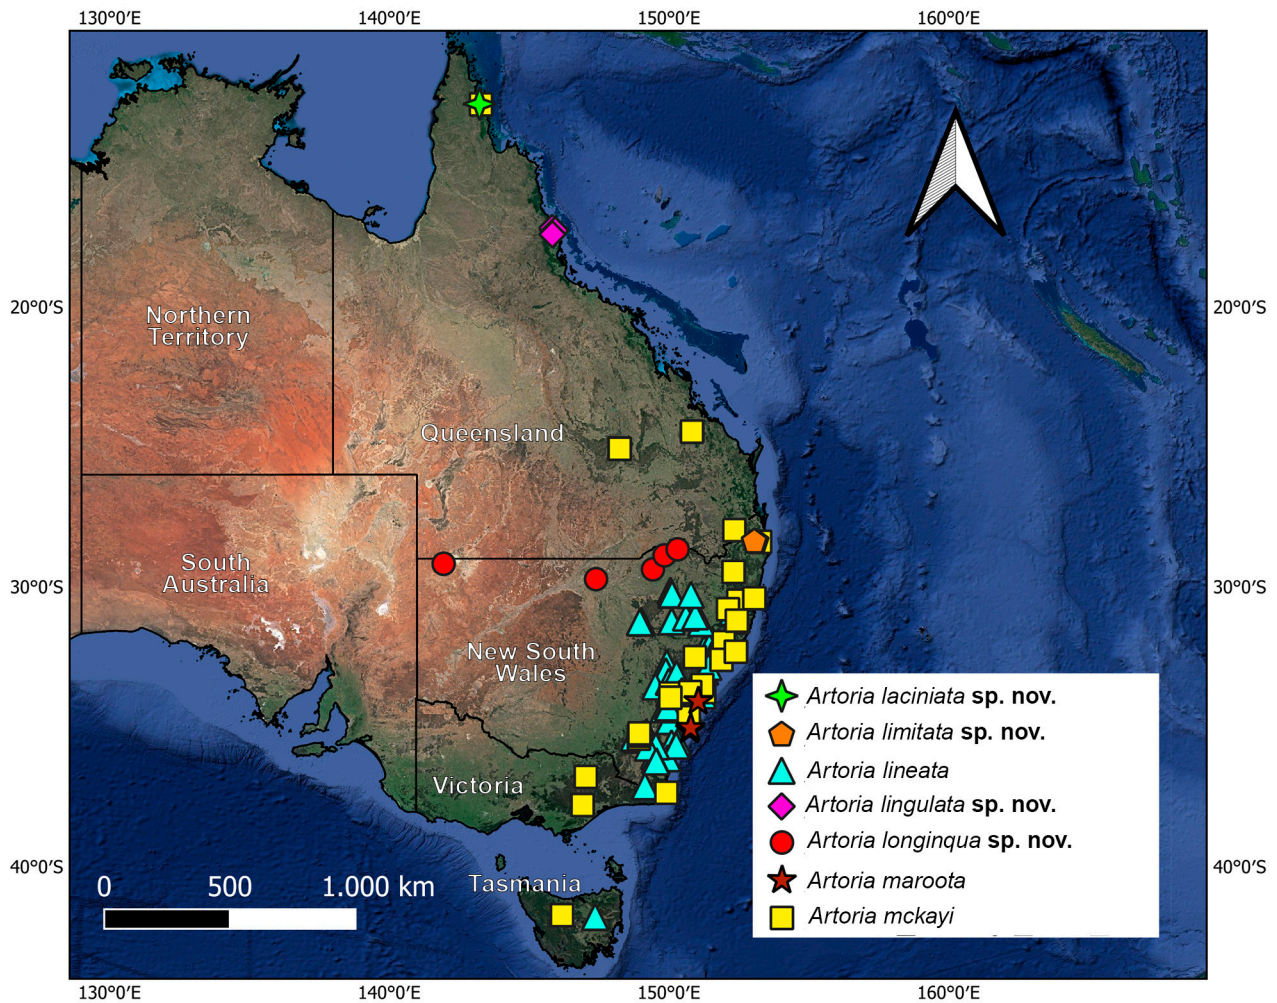 130°0′E 140°0′E 150°0′E 160°0′E
20°0′S 20°0′S
30°0′S 30°0′S
40°0′S 40°0′S
Northern
Territory
Queensland
South
Australia
New South
Wales
Victoria
Tasmania
Artoria laciniata sp. nov.
Artoria limitata sp. nov.
Artoria lineata
Artoria lingulata sp. nov.
Artoria longinqua sp. nov.
Artoria maroota
Artoria mckayi
0 500 1.000 km
130°0′E 140°0′E 150°0′E 160°0′E